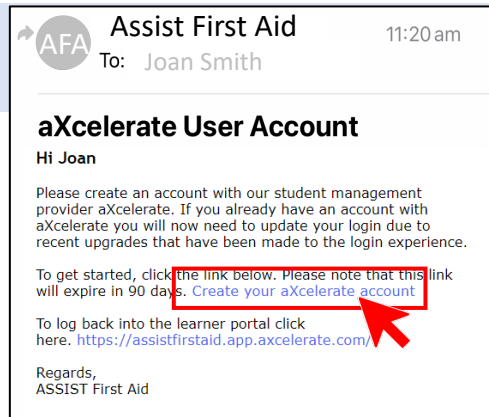 AFA
Assist First Aid
11:20 am
To: Joan Smith
aXcelerate User Account
Hi Joan
Please create an account with our student management
provider aXcelerate. If you already have an account with
aXcelerate you will now need to update your login due to
recent upgrades that have been made to the login experience.
To get started, click the link below. Please note that this link
will expire in 90 days. Create your aXcelerate account
To log back into the learner portal click
here. https://assistfirstaid.app.axcelerate.com/
Regards,
ASSIST First Aid